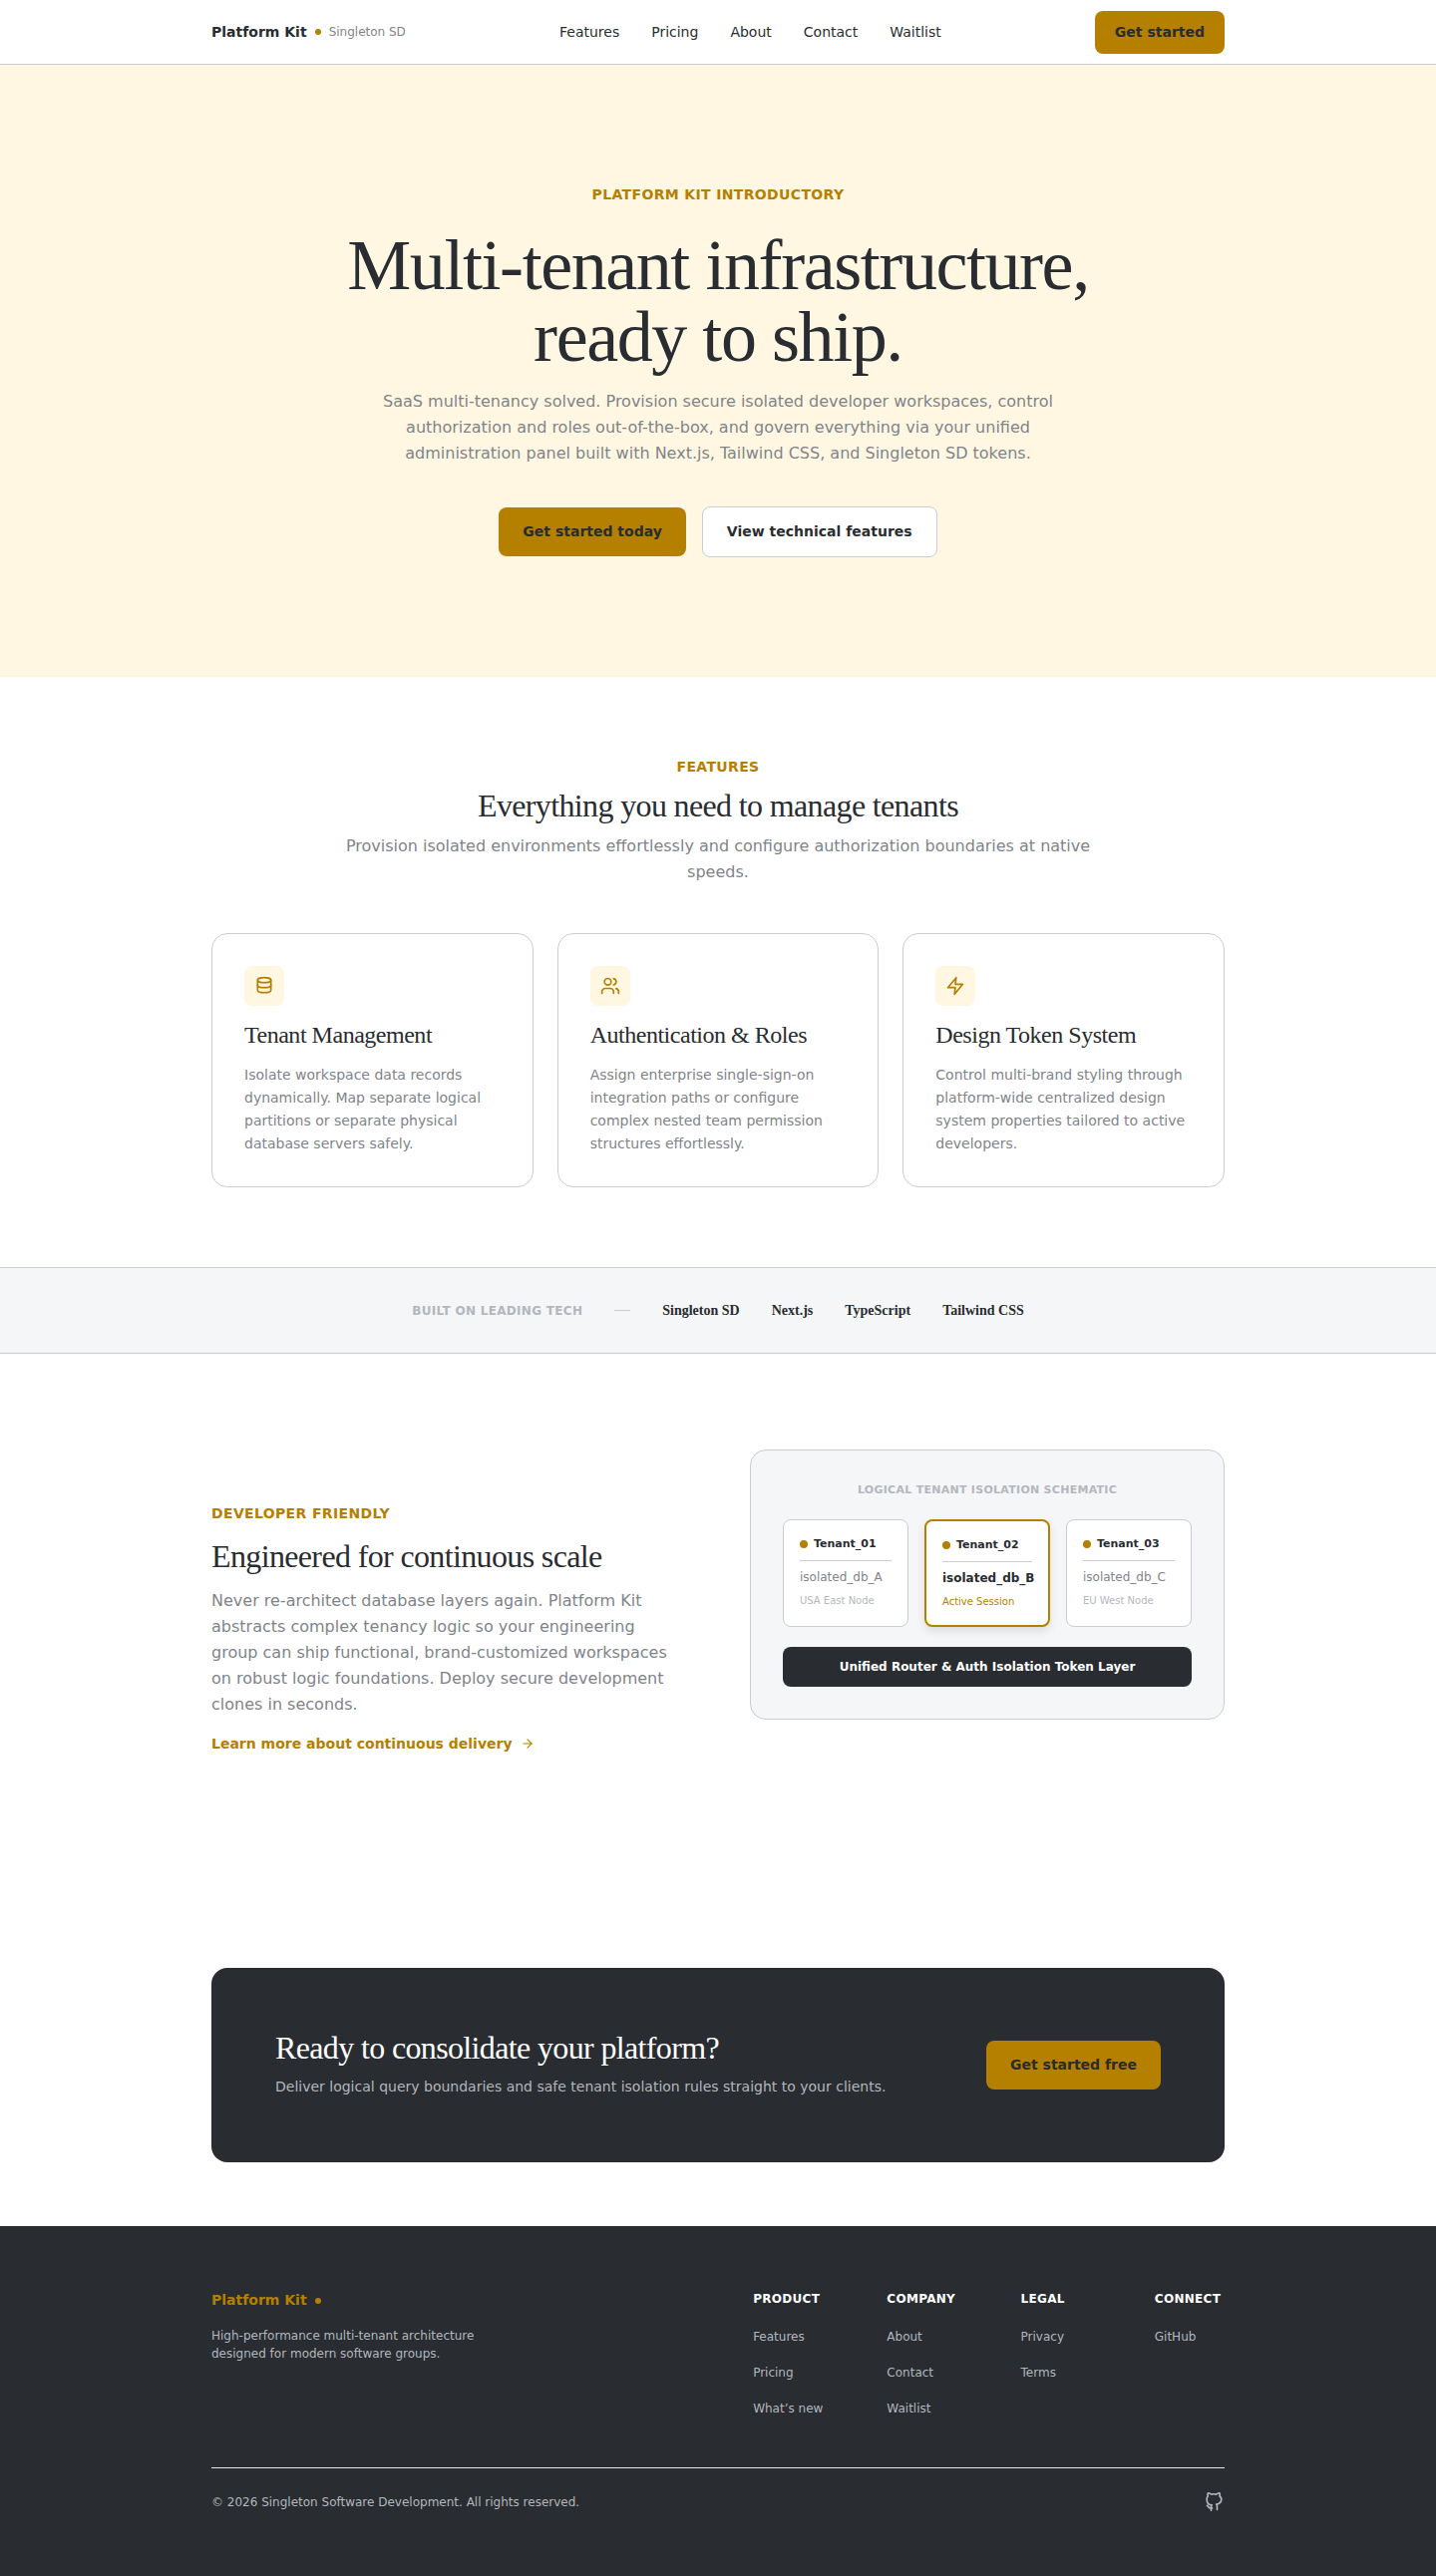 Platform Kit Singleton SD Features Pricing About Contact Waitlist Get started
PLATFORM KIT INTRODUCTORY
Multi-tenant infrastructure,
ready to ship.
SaaS multi-tenancy solved. Provision secure isolated developer workspaces, control
authorization and roles out-of-the-box, and govern everything via your unified
administration panel built with Next.js, Tailwind CSS, and Singleton SD tokens.
Get started today View technical features
FEATURES
Everything you need to manage tenants
Provision isolated environments effortlessly and configure authorization boundaries at native
speeds.
Tenant Management
Isolate workspace data records
dynamically. Map separate logical
partitions or separate physical
database servers safely.
Authentication & Roles
Assign enterprise single-sign-on
integration paths or configure
complex nested team permission
structures effortlessly.
Design Token System
Control multi-brand styling through
platform-wide centralized design
system properties tailored to active
developers.
BUILT ON LEADING TECH — Singleton SD Next.js TypeScript Tailwind CSS
DEVELOPER FRIENDLY
Engineered for continuous scale
Never re-architect database layers again. Platform Kit
abstracts complex tenancy logic so your engineering
group can ship functional, brand-customized workspaces
on robust logic foundations. Deploy secure development
clones in seconds.
Learn more about continuous delivery →
LOGICAL TENANT ISOLATION SCHEMATIC
Tenant_01
isolated_db_A
USA East Node
Tenant_02
isolated_db_B
Active Session
Tenant_03
isolated_db_C
EU West Node
Unified Router & Auth Isolation Token Layer
Ready to consolidate your platform?
Deliver logical query boundaries and safe tenant isolation rules straight to your clients.
Get started free
Platform Kit
High-performance multi-tenant architecture
designed for modern software groups.
PRODUCT
Features
Pricing
What's new
COMPANY
About
Contact
Waitlist
LEGAL
Privacy
Terms
CONNECT
GitHub
© 2026 Singleton Software Development. All rights reserved.